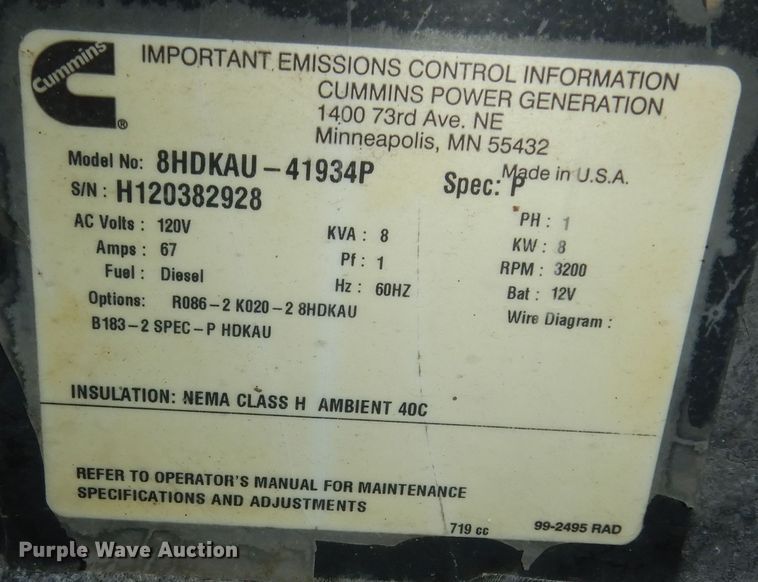 Cummins
®
IMPORTANT EMISSIONS CONTROL INFORMATION
CUMMINS POWER GENERATION
1400 73rd Ave. NE
Minneapolis, MN 55432
Made in U.S.A.
Model No: 8HDKAU-41934P
Spec: P
S/N: H120382928
AC Volts: 120V
KVA: 8
PH: 1
Amps: 67
Pf: 1
KW: 8
Fuel: Diesel
Hz: 60HZ
RPM: 3200
Bat: 12V
Options: R086-2 K020-2 8HDKAU
Wire Diagram:
B183-2 SPEC-P HDKAU
INSULATION: NEMA CLASS H AMBIENT 40C
REFER TO OPERATOR'S MANUAL FOR MAINTENANCE
SPECIFICATIONS AND ADJUSTMENTS
719 cc
99-2495 RAD
Purple Wave Auction